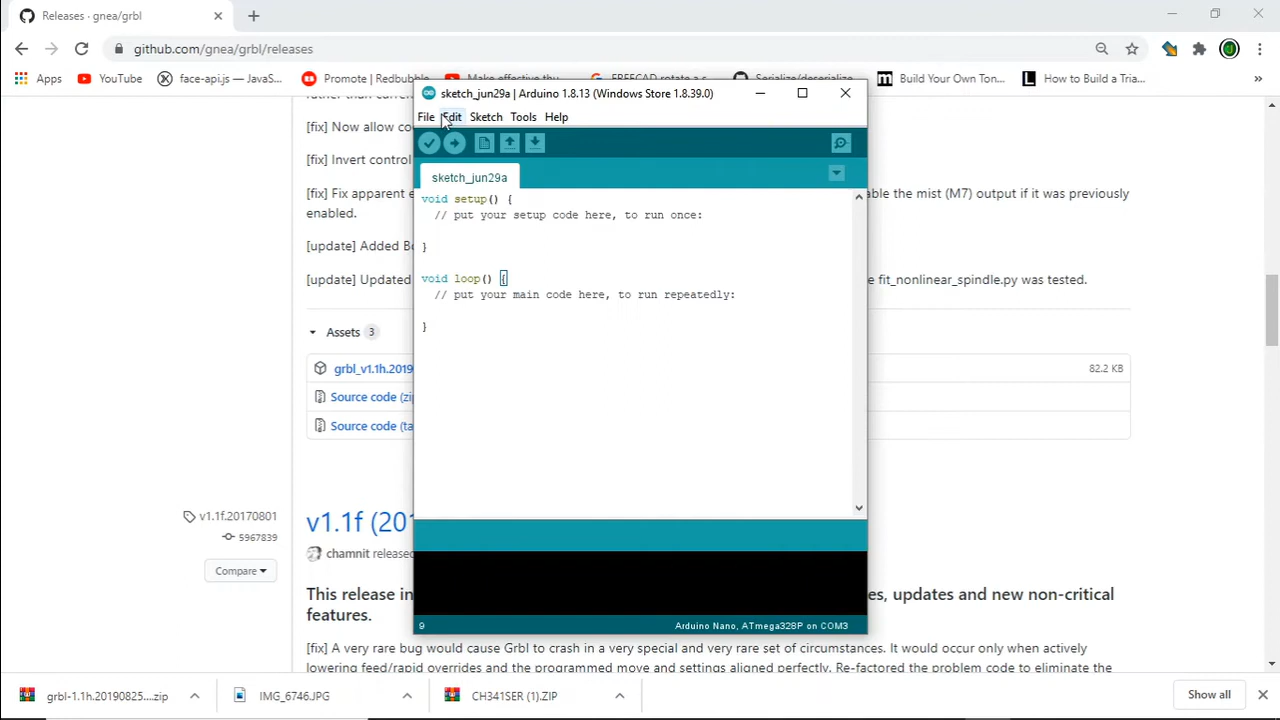 Releases · gnea/grbl
github.com/gnea/grbl/releases
Apps YouTube face-api.js — JavaS... Promote | Redbubble Make effective thu... FREECAD rotate a s... Serialize/deserialize... Build Your Own Ton... How to Build a Tria...
[fix] Now allow co
[fix] Invert control
[fix] Fix apparent e able the mist (M7) output if it was previously
enabled.
[update] Added Bo
[update] Updated e fit_nonlinear_spindle.py was tested.
Assets 3
grbl_v1.1h.2019 82.2 KB
Source code (zi
Source code (ta
v1.1f.20170801
5967839
Compare
v1.1f (201
chamnit released
This release in es, updates and new non-critical
features.
[fix] A very rare bug would cause Grbl to crash in a very special and very rare set of circumstances. It would occur only when actively
lowering feed/rapid overrides and the programmed move and settings aligned perfectly. Re-factored the problem code to eliminate the
sketch_jun29a | Arduino 1.8.13 (Windows Store 1.8.39.0)
File Edit Sketch Tools Help
sketch_jun29a
void setup() {
// put your setup code here, to run once:
}
void loop() {
// put your main code here, to run repeatedly:
}
9 Arduino Nano, ATmega328P on COM3
grbl-1.1h.20190825....zip IMG_6746.JPG CH341SER (1).ZIP Show all